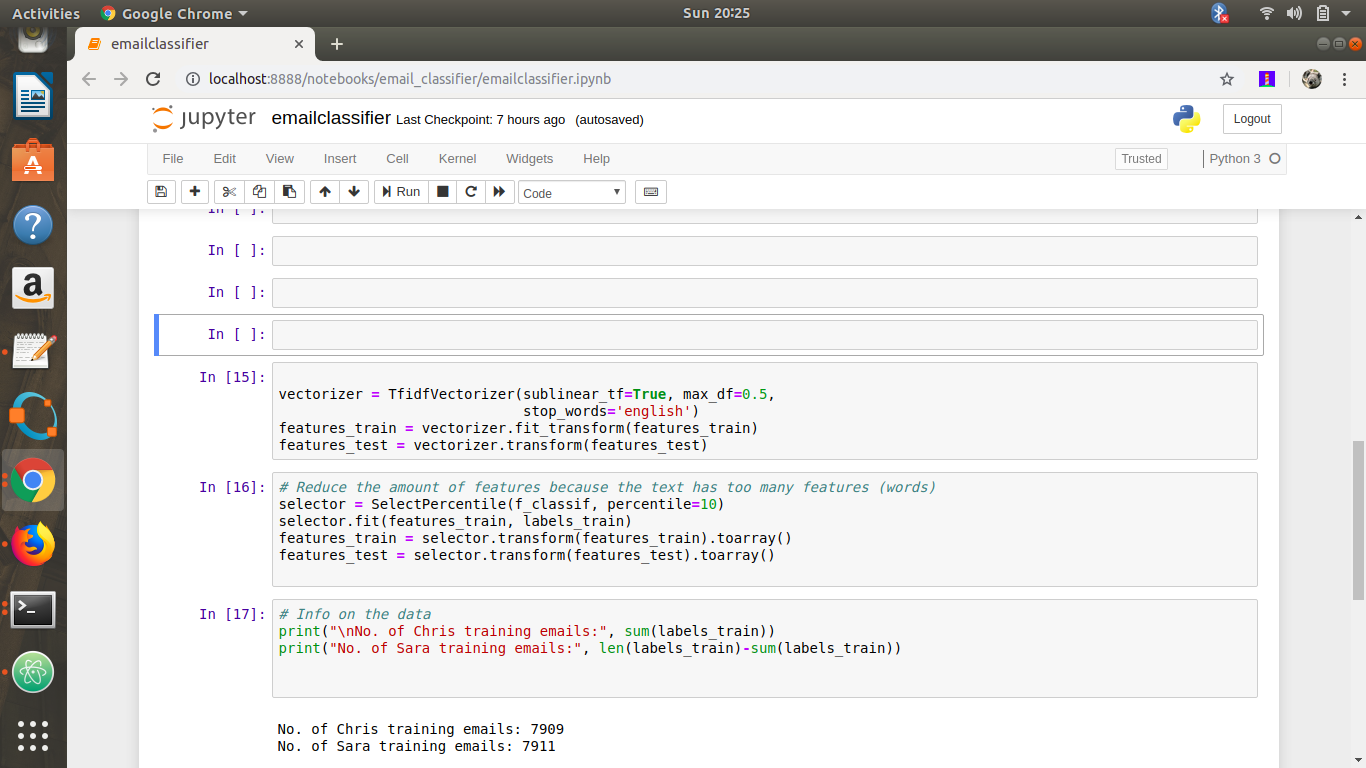 Activities Google Chrome Sun 20:25
emailclassifier
localhost:8888/notebooks/email_classifier/emailclassifier.ipynb
jupyter emailclassifier Last Checkpoint: 7 hours ago (autosaved) Logout
File Edit View Insert Cell Kernel Widgets Help Trusted Python 3
Run Code
In [ ]:
In [ ]:
In [ ]:
In [ ]:
In [15]:
vectorizer = TfidfVectorizer(sublinear_tf=True, max_df=0.5,
stop_words='english')
features_train = vectorizer.fit_transform(features_train)
features_test = vectorizer.transform(features_test)
In [16]: # Reduce the amount of features because the text has too many features (words)
selector = SelectPercentile(f_classif, percentile=10)
selector.fit(features_train, labels_train)
features_train = selector.transform(features_train).toarray()
features_test = selector.transform(features_test).toarray()
In [17]: # Info on the data
print("\nNo. of Chris training emails:", sum(labels_train))
print("No. of Sara training emails:", len(labels_train)-sum(labels_train))
No. of Chris training emails: 7909
No. of Sara training emails: 7911